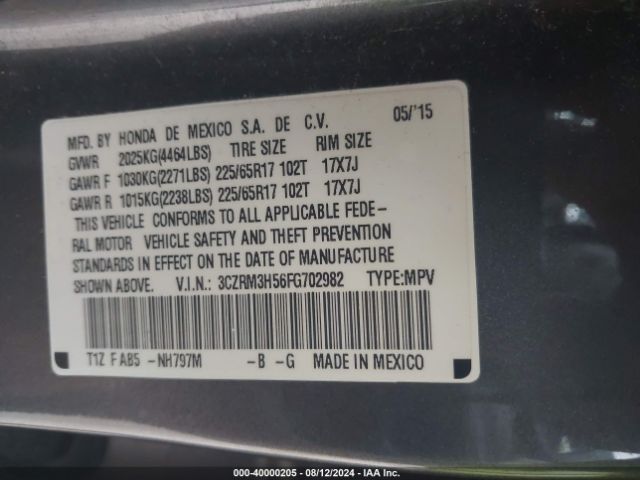 MFD. BY HONDA DE MEXICO S.A. DE C.V. 05/'15
GVWR 2025KG(4464LBS) TIRE SIZE RIM SIZE
GAWR F 1030KG(2271LBS) 225/65R17 102T 17X7J
GAWR R 1015KG(2238LBS) 225/65R17 102T 17X7J
THIS VEHICLE CONFORMS TO ALL APPLICABLE FEDE-
RAL MOTOR VEHICLE SAFETY AND THEFT PREVENTION
STANDARDS IN EFFECT ON THE DATE OF MANUFACTURE
SHOWN ABOVE. V.I.N.: 3CZRM3H56FG702982 TYPE:MPV
T1Z F AB5 -NH797M -B -G MADE IN MEXICO
000-40000205 - 08/12/2024 - IAA Inc.